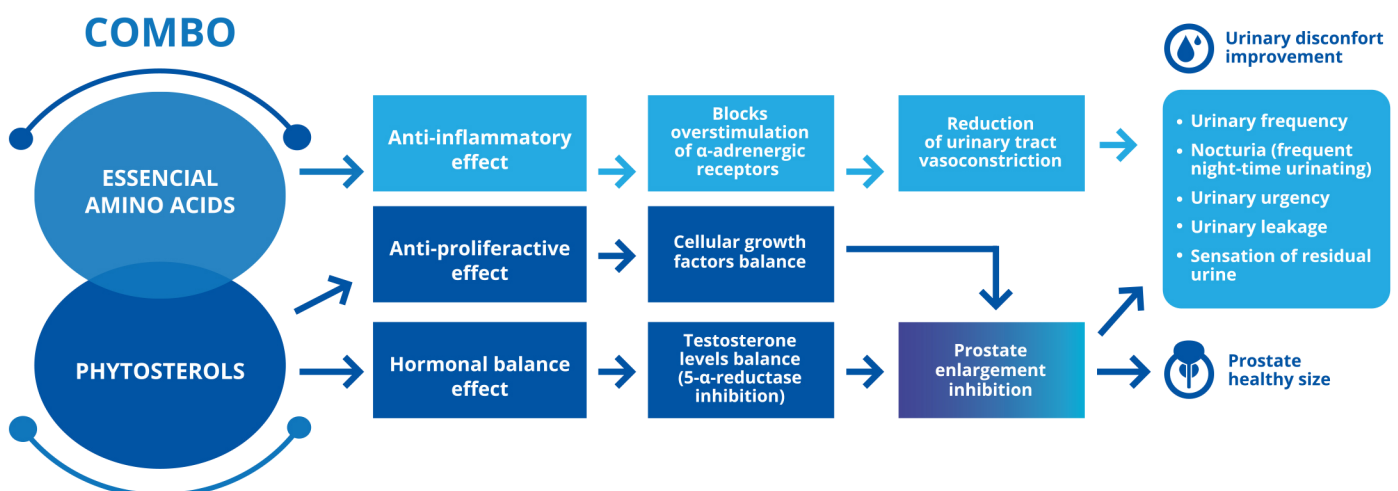 COMBO
ESSENCIAL
AMINO ACIDS
PHYTOSTEROLS
Anti-inflammatory
effect
Blocks
overstimulation
of α-adrenergic
receptors
Reduction
of urinary tract
vasoconstriction
Anti-proliferactive
effect
Cellular growth
factors balance
Hormonal balance
effect
Testosterone
levels balance
(5-α-reductase
inhibition)
Prostate
enlargement
inhibition
Urinary disconfort
improvement
• Urinary frequency
• Nocturia (frequent
night-time urinating)
• Urinary urgency
• Urinary leakage
• Sensation of residual
urine
Prostate
healthy size